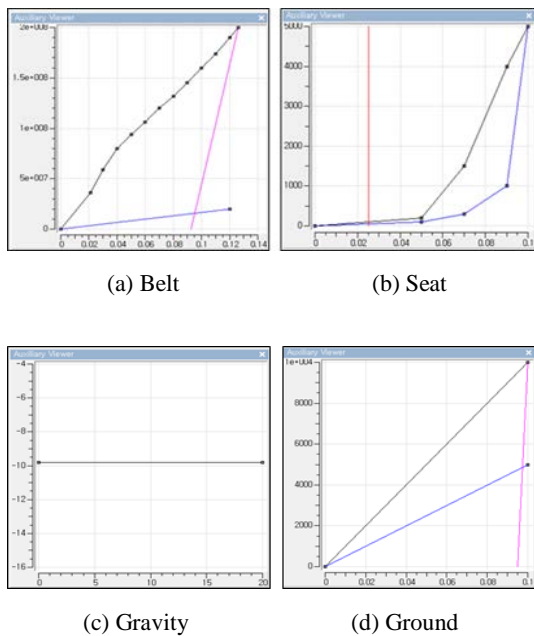 Auxiliary Viewer ×
2e+008
1.5e+008
1e+008
5e+007
0
0 0.02 0.04 0.06 0.08 0.1 0.12 0.14
(a) Belt
Auxiliary Viewer ×
5000
4000
3000
2000
1000
0
0 0.02 0.04 0.06 0.08 0.1
(b) Seat
Auxiliary Viewer ×
-4
-6
-8
-10
-12
-14
-16
0 5 10 15 20
(c) Gravity
Auxiliary Viewer ×
1e+004
8000
6000
4000
2000
0
0 0.02 0.04 0.06 0.08 0.1
(d) Ground